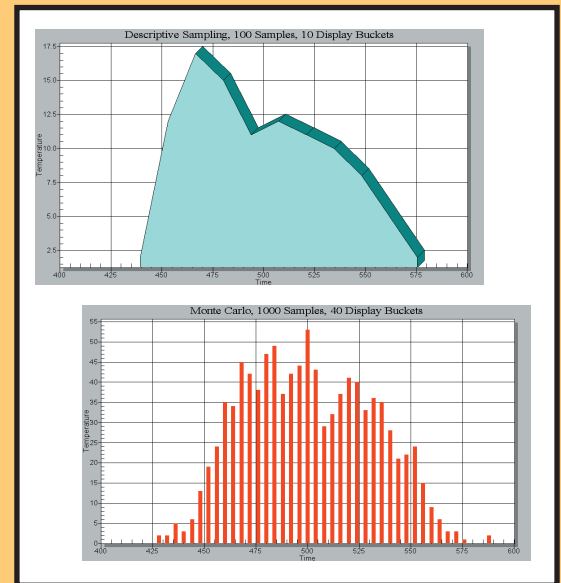 Descriptive Sampling, 100 Samples, 10 Display Buckets
17.5
15.0
12.5
10.0
7.5
5.0
2.5
Temperature
400 425 450 475 500 525 550 575 600
Time
Monte Carlo, 1000 Samples, 40 Display Buckets
55
50
45
40
35
30
25
20
15
10
5
0
Temperature
400 425 450 475 500 525 550 575 600
Time